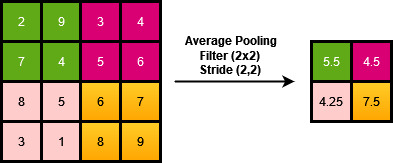 2 9 3 4
7 4 5 6
8 5 6 7
3 1 8 9
Average Pooling
Filter (2x2)
Stride (2,2)
5.5 4.5
4.25 7.5